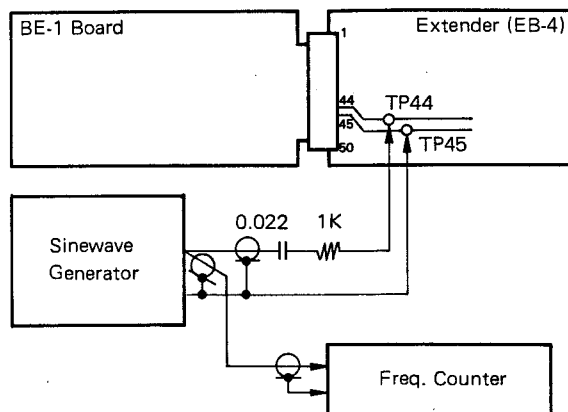 BE-1 Board
Extender (EB-4)
1
44
45
50
TP44
TP45
0.022
1K
Sinewave
Generator
Freq. Counter